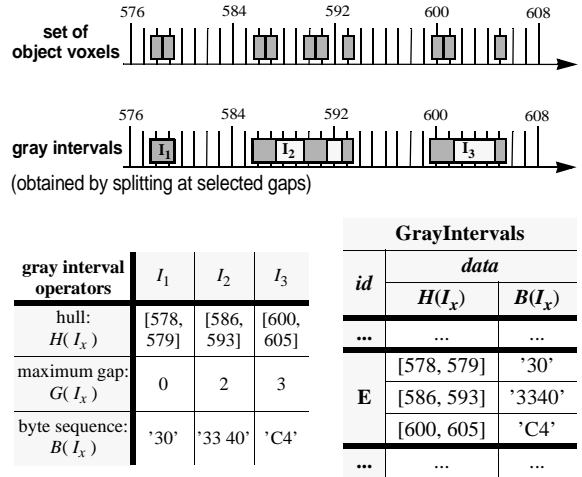 576 584 592 600 608
set of
object voxels
576 584 592 600 608
gray intervals I1 I2 I3
(obtained by splitting at selected gaps)
gray interval
operators I1 I2 I3
hull:
H( Ix ) [578, 579] [586, 593] [600, 605]
maximum gap:
G( Ix ) 0 2 3
byte sequence:
B( Ix ) ’30’ ’33 40’ ’C4’
GrayIntervals
id data
H(Ix) B(Ix)
... ... ...
E [578, 579] ’30’
[586, 593] ’3340’
[600, 605] ’C4’
... ... ...